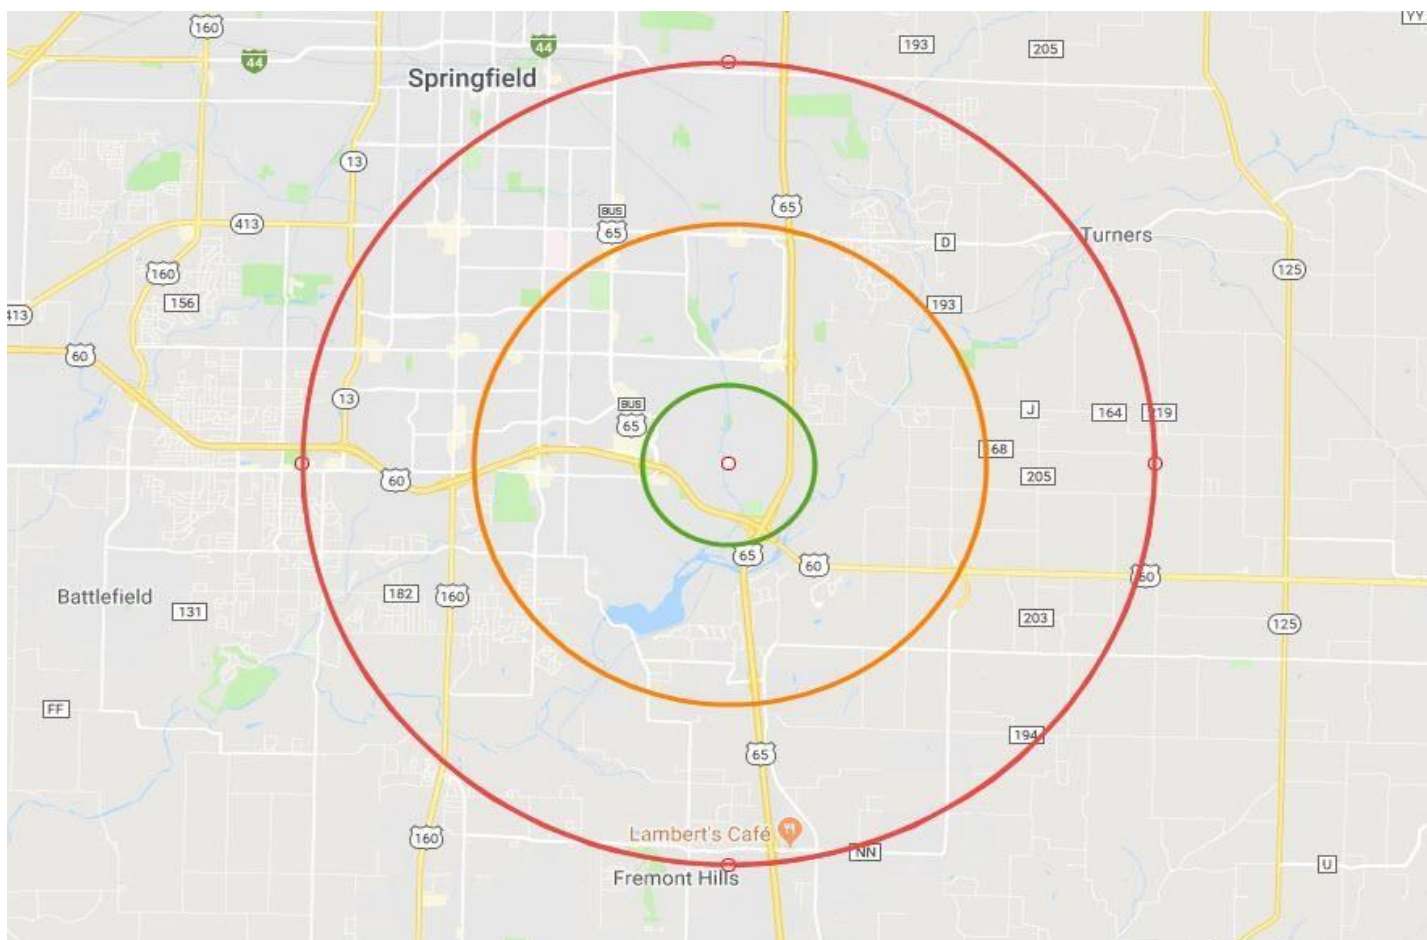 YY
160
44
193
205
44
Springfield
13
65
BUS
65
413
D
Turners
125
160
156
193
413
60
13
BUS
65
J
164
219
168
60
205
65
60
60
Battlefield
182
160
131
203
125
FF
194
65
Lambert's Café
160
NN
U
Fremont Hills